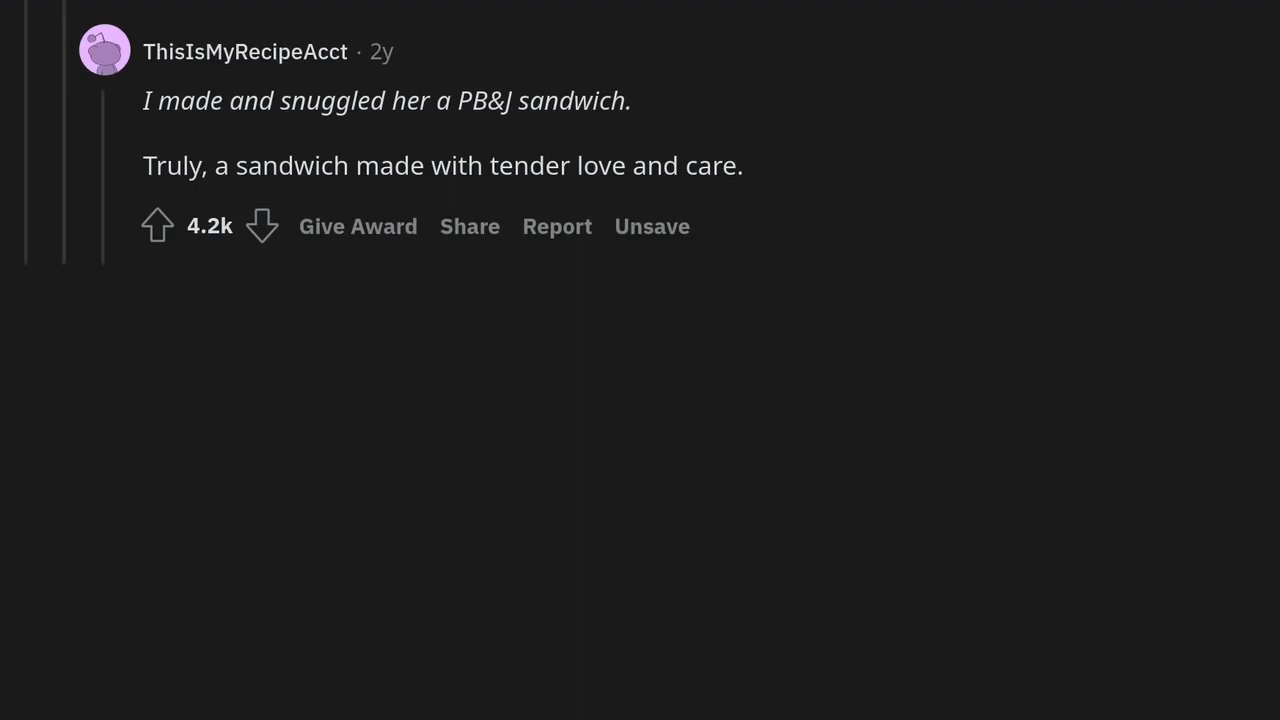 ThisIsMyRecipeAcct · 2y
I made and snuggled her a PB&J sandwich.
Truly, a sandwich made with tender love and care.
4.2k Give Award Share Report Unsave